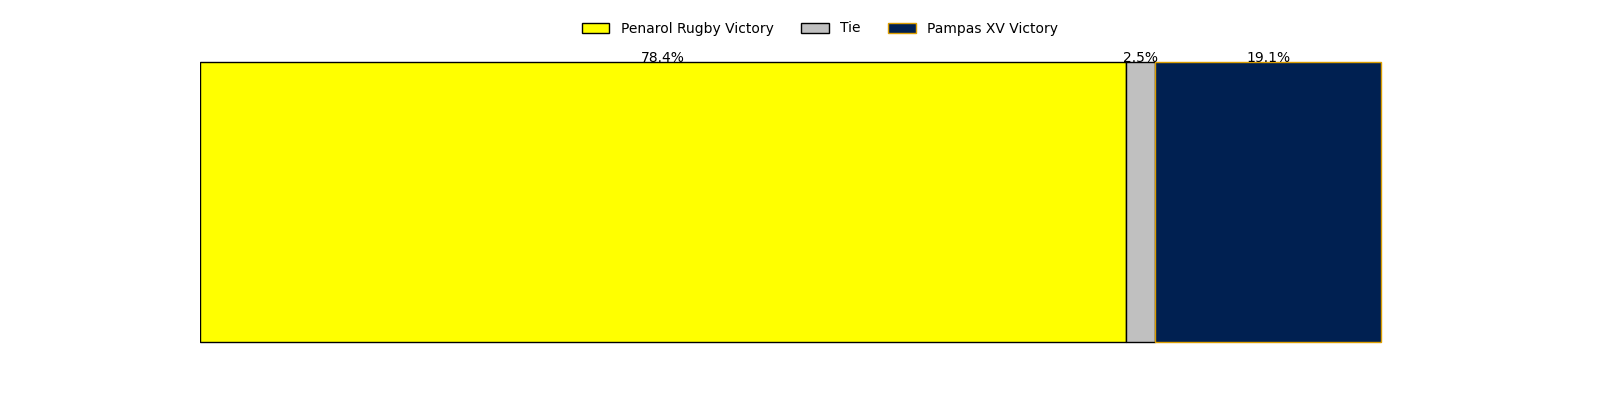 Penarol Rugby Victory Tie Pampas XV Victory
78.4% 2.5% 19.1%